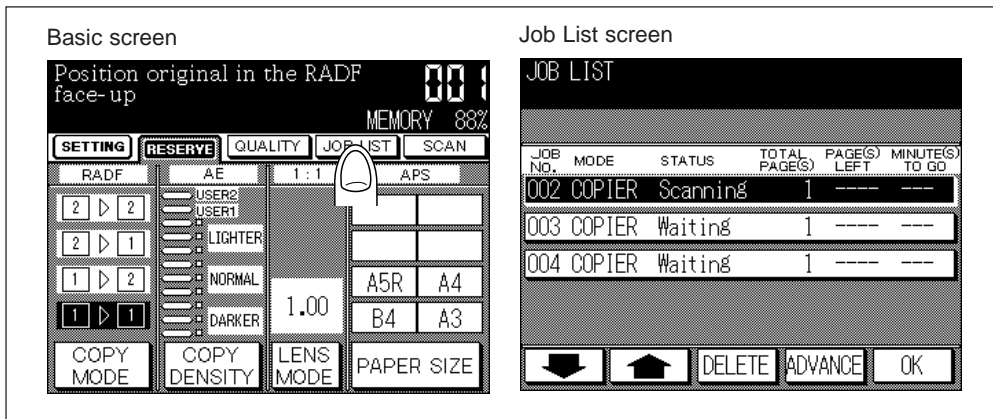 Basic screen
Position original in the RADF
face-up
001
MEMORY 88%
SETTING RESERVE QUALITY JOB LIST SCAN
RADF AE 1 : 1 APS
2 ▷ 2
2 ▷ 1
1 ▷ 2
1 ▷ 1
USER2
USER1
LIGHTER
NORMAL
DARKER
1.00
A5R A4
B4 A3
COPY
MODE
COPY
DENSITY
LENS
MODE
PAPER SIZE
Job List screen
JOB LIST
JOB
NO. MODE STATUS TOTAL
PAGE(S) PAGE(S)
LEFT MINUTE(S)
TO GO
002 COPIER Scanning 1 ---- ---
003 COPIER Waiting 1 ---- ---
004 COPIER Waiting 1 ---- ---
DELETE ADVANCE OK